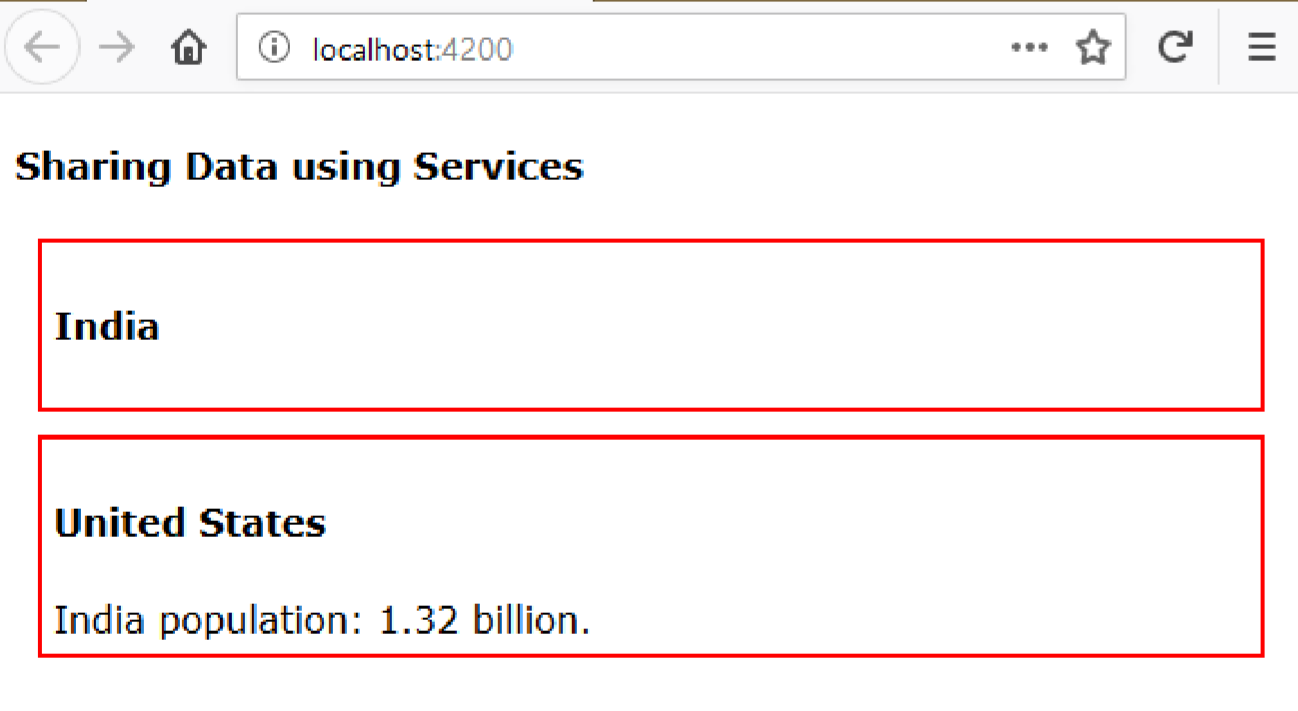 localhost:4200
Sharing Data using Services
India
United States
India population: 1.32 billion.